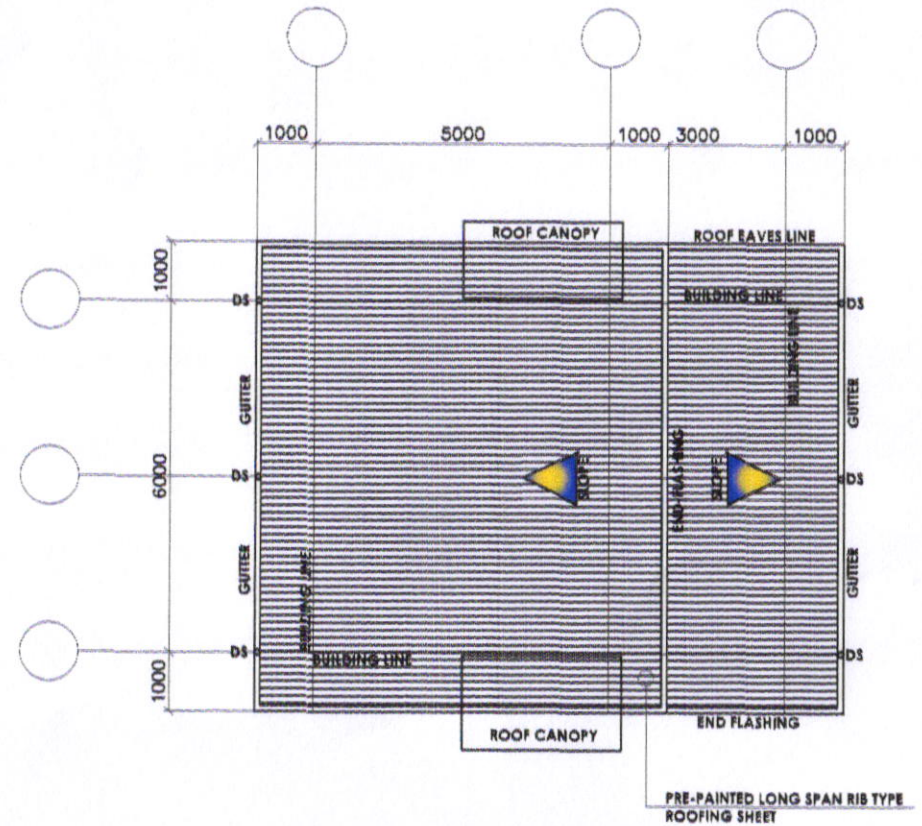 1000 5000 1000 3000 1000
ROOF CANOPY
ROOF EAVES LINE
1000
DS
BUILDING LINE
DS
BUILDING LINE
GUTTER
GUTTER
6000
DS
SLOPE
END FLASHING
SLOPE
DS
GUTTER
GUTTER
BUILDING LINE
DS
BUILDING LINE
DS
1000
ROOF CANOPY
END FLASHING
PRE-PAINTED LONG SPAN RIB TYPE
ROOFING SHEET